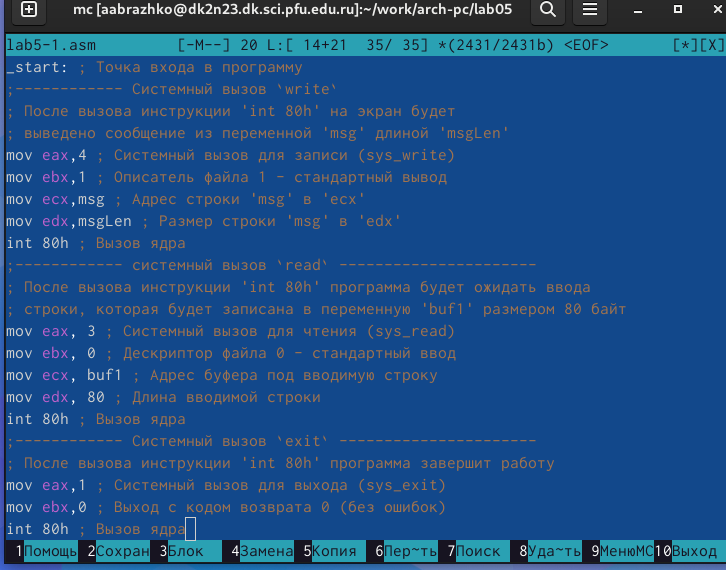 mc [aabrazhko@dk2n23.dk.sci.pfu.edu.ru]:~/work/arch-pc/lab05
lab5-1.asm [-M--] 20 L:[ 14+21 35/ 35] *(2431/2431b) <EOF> [*][X]
_start: ; Точка входа в программу
;------------ Системный вызов `write`
; После вызова инструкции 'int 80h' на экран будет
; выведено сообщение из переменной 'msg' длиной 'msgLen'
mov eax,4 ; Системный вызов для записи (sys_write)
mov ebx,1 ; Описатель файла 1 - стандартный вывод
mov ecx,msg ; Адрес строки 'msg' в 'ecx'
mov edx,msgLen ; Размер строки 'msg' в 'edx'
int 80h ; Вызов ядра
;------------ системный вызов `read` ----------------------
; После вызова инструкции 'int 80h' программа будет ожидать ввода
; строки, которая будет записана в переменную 'buf1' размером 80 байт
mov eax, 3 ; Системный вызов для чтения (sys_read)
mov ebx, 0 ; Дескриптор файла 0 - стандартный ввод
mov ecx, buf1 ; Адрес буфера под вводимую строку
mov edx, 80 ; Длина вводимой строки
int 80h ; Вызов ядра
;------------ Системный вызов `exit` ----------------------
; После вызова инструкции 'int 80h' программа завершит работу
mov eax,1 ; Системный вызов для выхода (sys_exit)
mov ebx,0 ; Выход с кодом возврата 0 (без ошибок)
int 80h ; Вызов ядра
1Помощь 2Сохран 3Блок 4Замена 5Копия 6Пер~ть 7Поиск 8Уда~ть 9МенюMC 10Выход